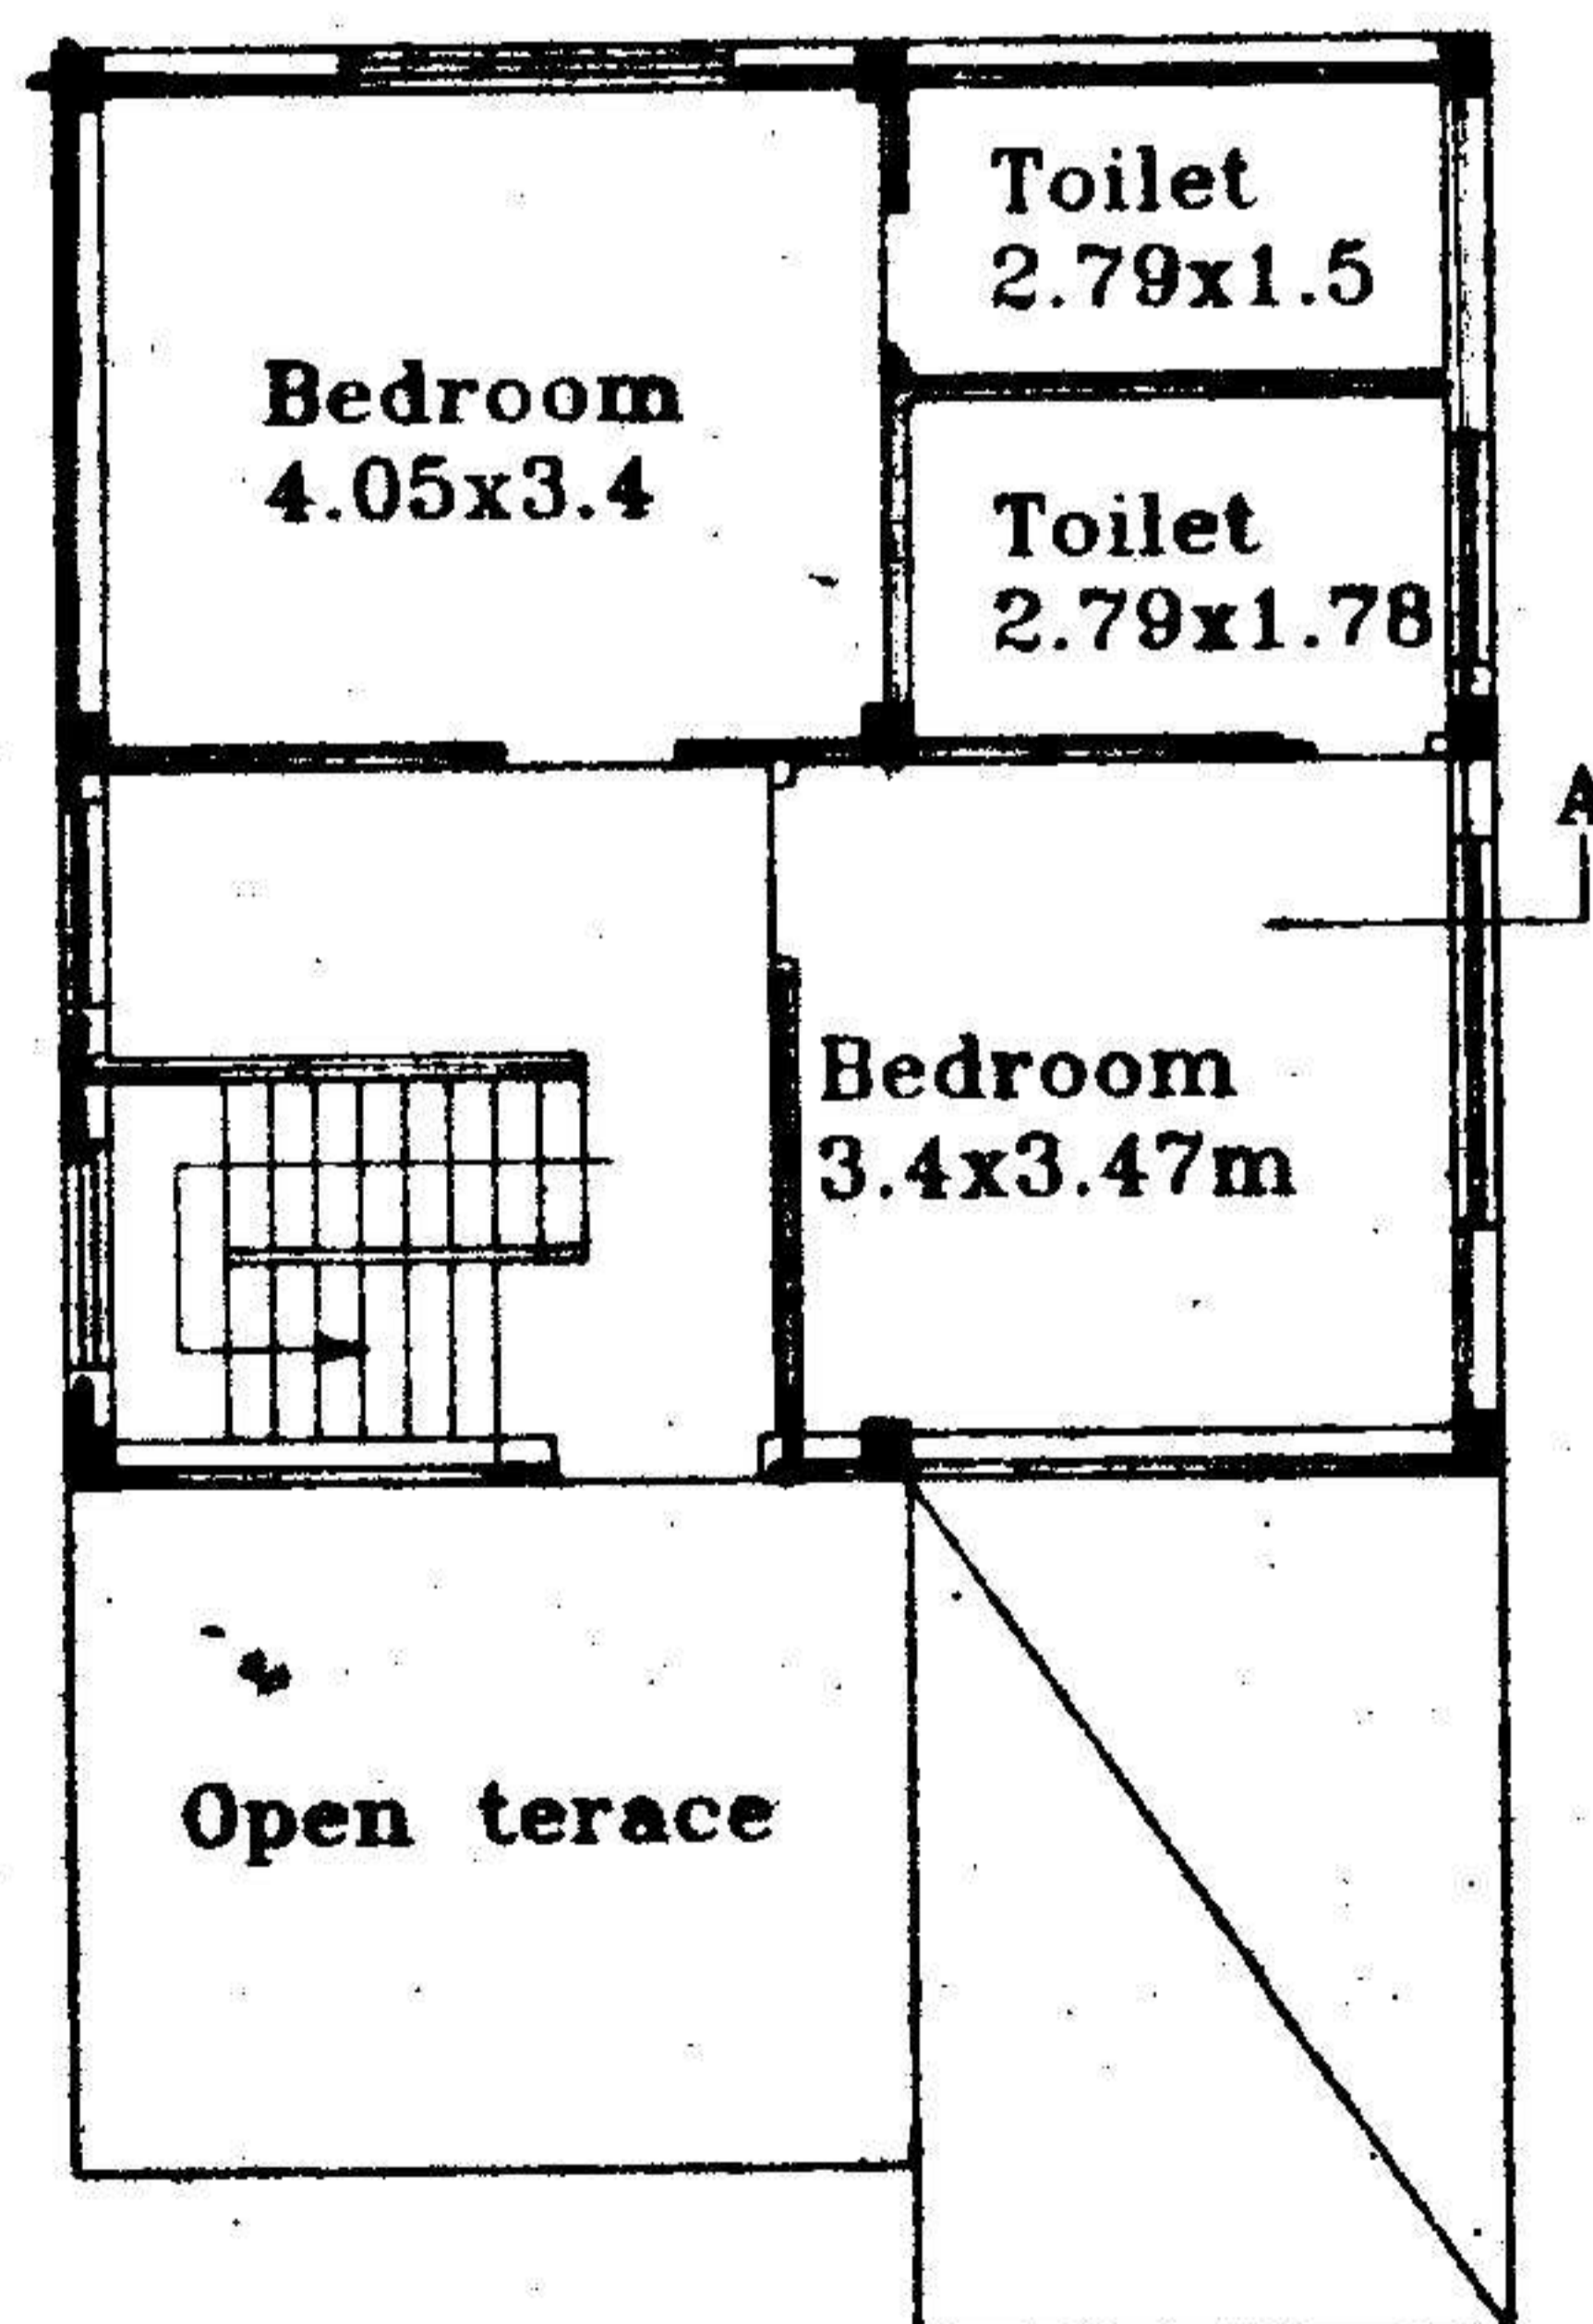 Toilet
2.79x1.5
Bedroom
4.05x3.4
Toilet
2.79x1.78
A
Bedroom
3.4x3.47m
Open terace